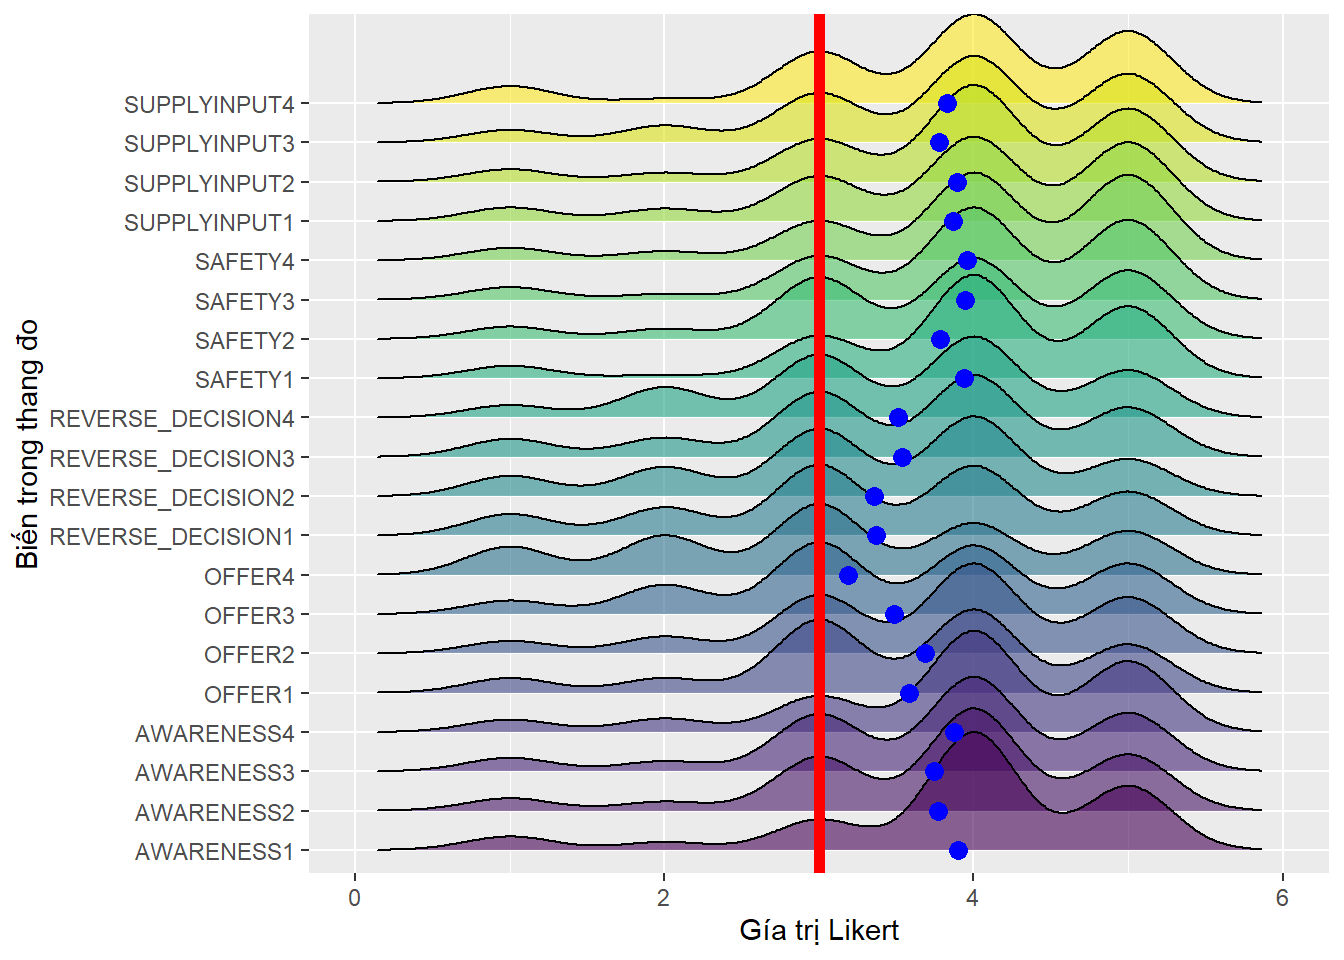 SUPPLYINPUT4
SUPPLYINPUT3
SUPPLYINPUT2
SUPPLYINPUT1
SAFETY4
SAFETY3
SAFETY2
SAFETY1
REVERSE_DECISION4
REVERSE_DECISION3
REVERSE_DECISION2
REVERSE_DECISION1
OFFER4
OFFER3
OFFER2
OFFER1
AWARENESS4
AWARENESS3
AWARENESS2
AWARENESS1
Biến trong thang đo
0 2 4 6
Gía trị Likert